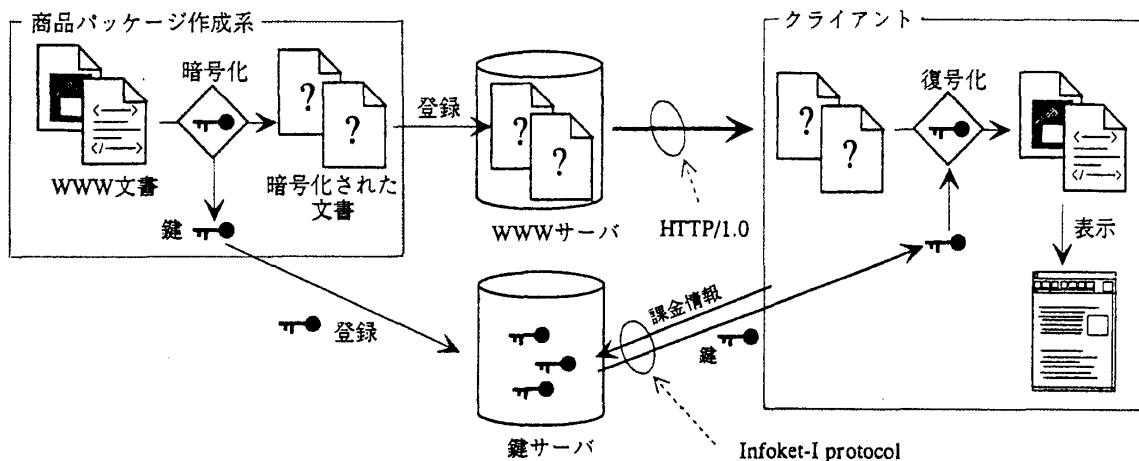 商品パッケージ作成系
クライアント
暗号化
?
?
WWW文書
暗号化された
文書
鍵
登録
?
?
WWWサーバ
HTTP/1.0
?
?
復号化
表示
登録
課金情報
鍵
鍵サーバ
Infoket-I protocol